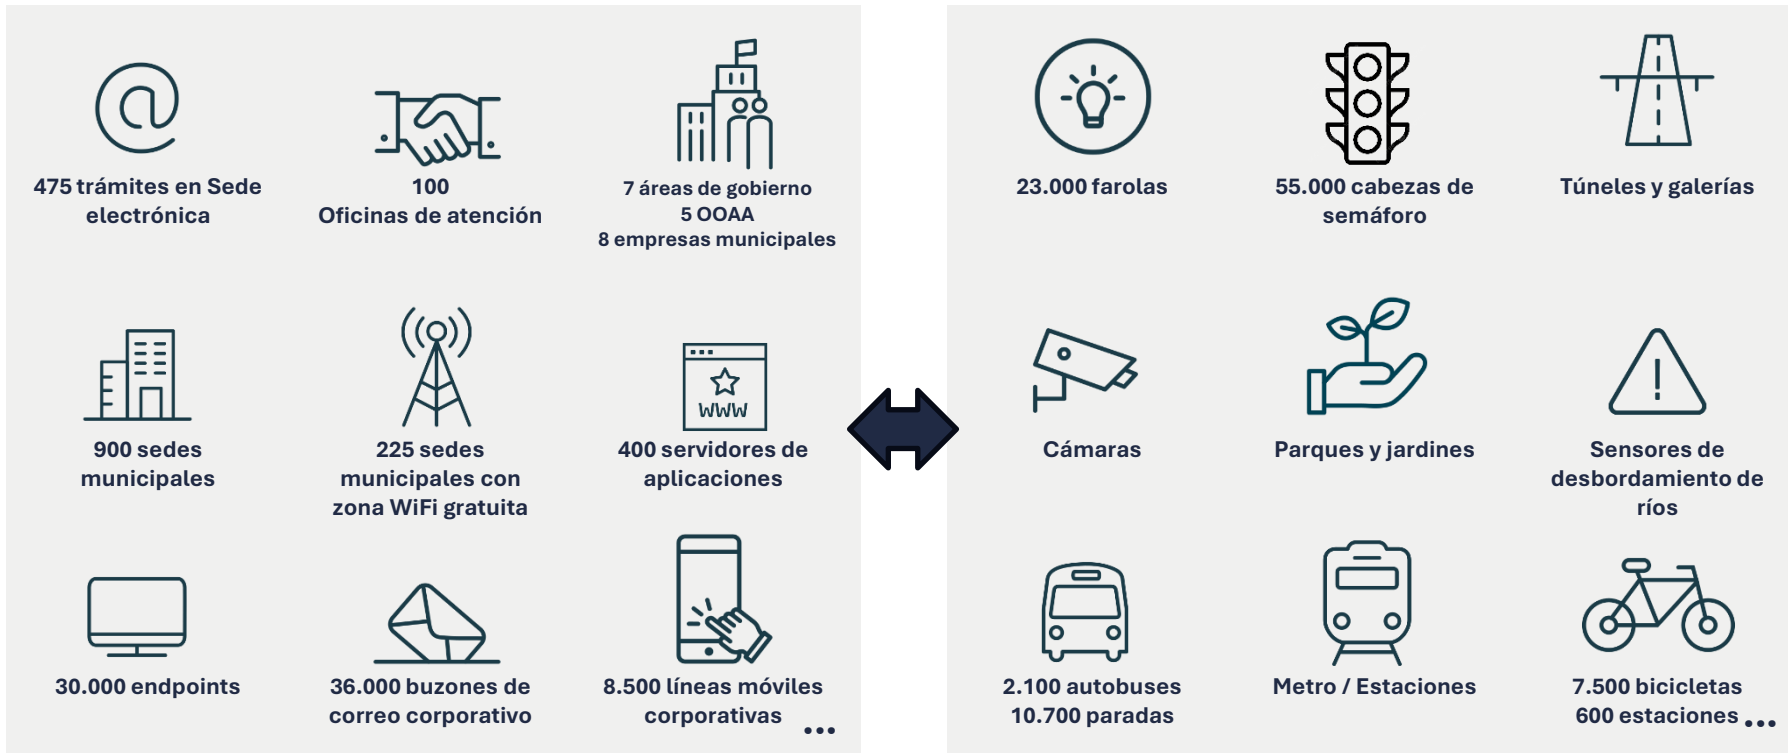 475 trámites en Sede
electrónica
100
Oficinas de atención
7 áreas de gobierno
5 OOAA
8 empresas municipales
900 sedes
municipales
225 sedes
municipales con
zona WiFi gratuita
WWW
400 servidores de
aplicaciones
30.000 endpoints
36.000 buzones de
correo corporativo
8.500 líneas móviles
corporativas
...
23.000 farolas
55.000 cabezas de
semáforo
Túneles y galerías
Cámaras
Parques y jardines
Sensores de
desbordamiento de
ríos
2.100 autobuses
10.700 paradas
Metro / Estaciones
7.500 bicicletas
600 estaciones
...